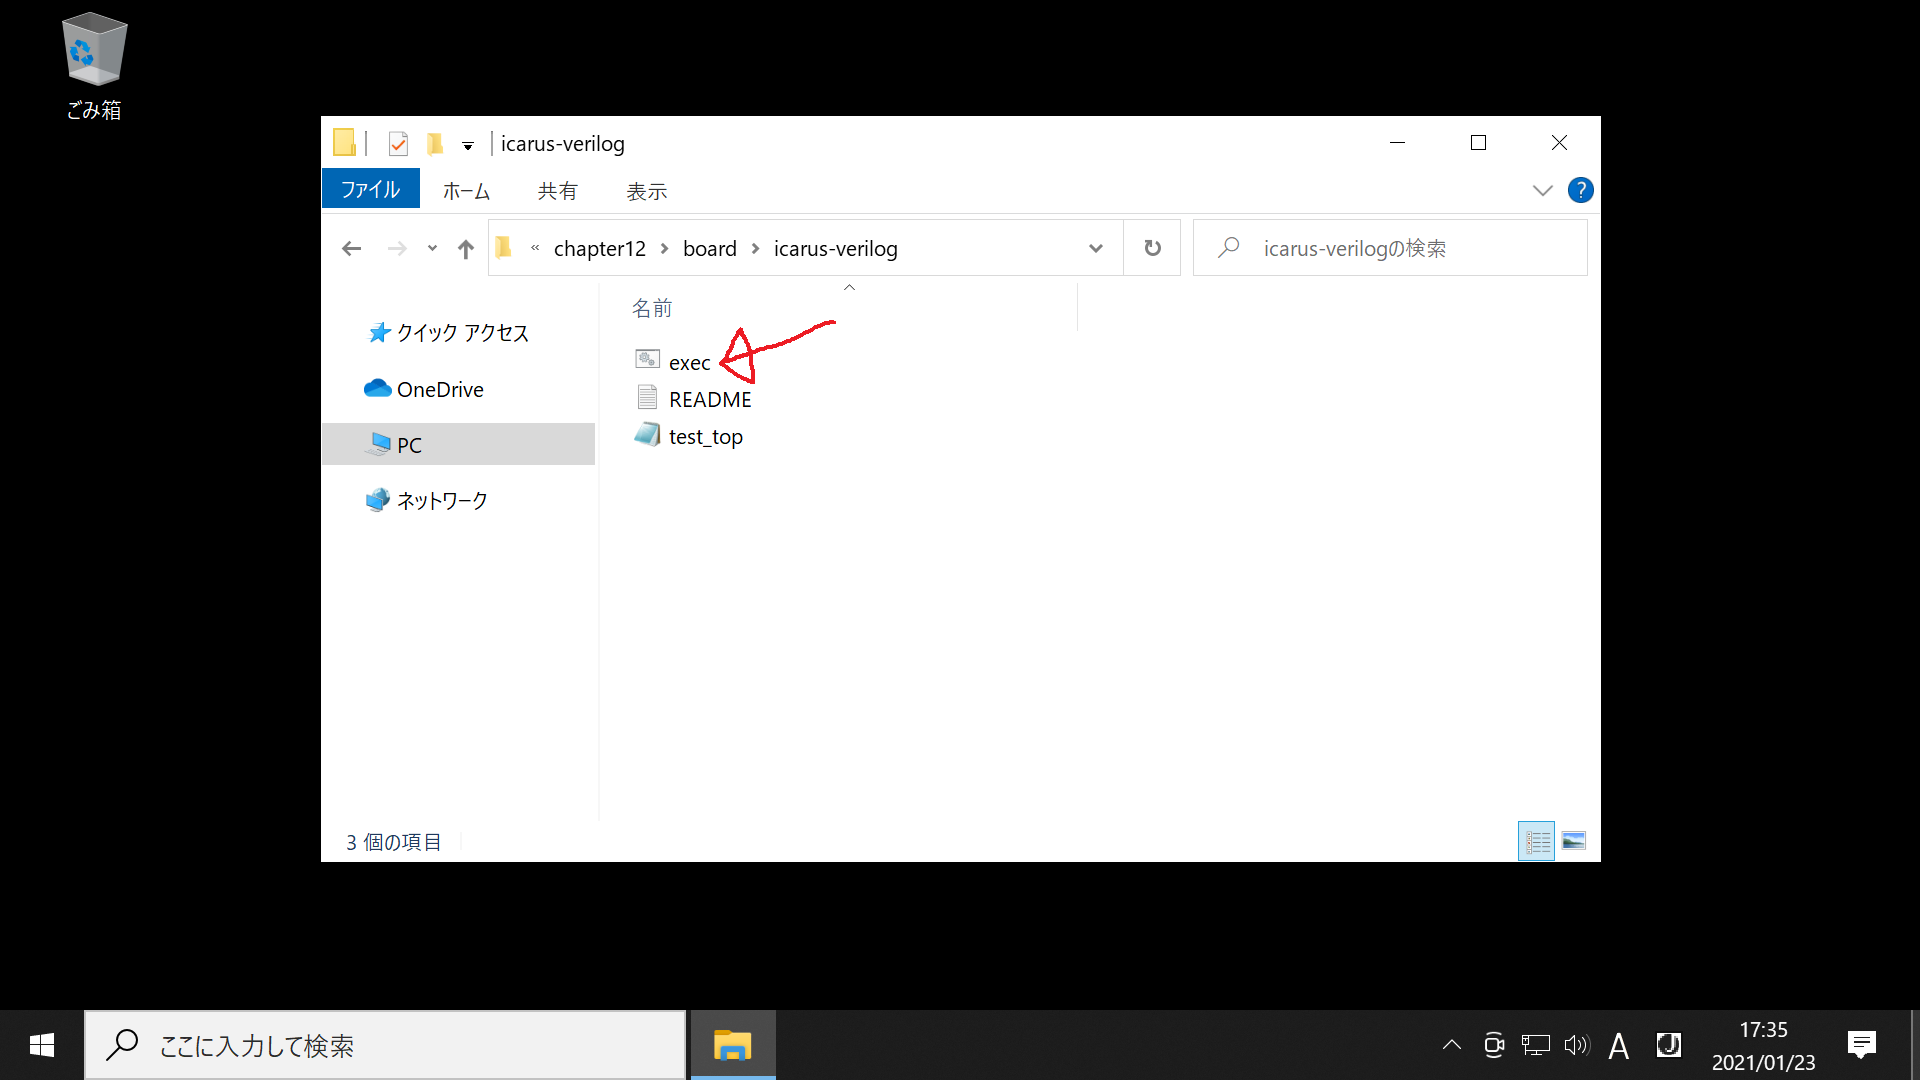 ごみ箱
icarus-verilog
ファイル ホーム 共有 表示 ?
« chapter12 > board > icarus-verilog
icarus-verilogの検索
名前
クイック アクセス
OneDrive
PC
ネットワーク
exec
README
test_top
3 個の項目
ここに入力して検索
A
J
17:35
2021/01/23